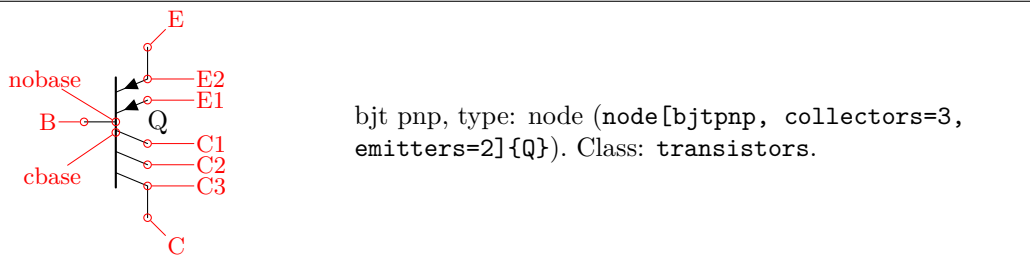 E
E2
nobase
E1
B
Q
C1
C2
cbase
C3
C
bjt pnp, type: node (node[bjtpnp, collectors=3,
emitters=2]{Q}). Class: transistors.